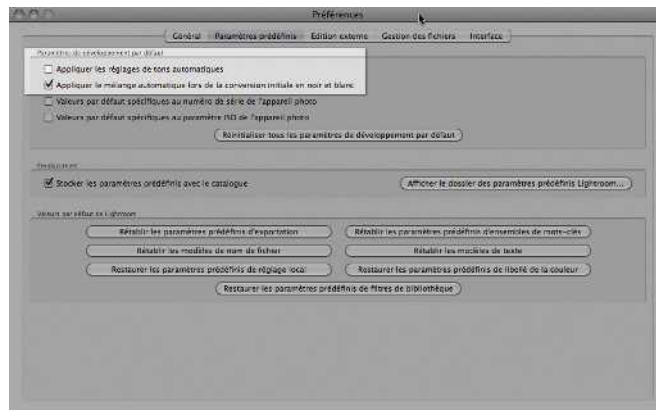 Préférences
Général Paramètres prédéfinis Edition externe Gestion des fichiers Interface
Paramètres de développement par défaut
Appliquer les réglages de tons automatiques
Appliquer le mélange automatique lors de la conversion initiale en noir et blanc
Valeurs par défaut spécifiques au numéro de série de l'appareil photo
Valeurs par défaut spécifiques au paramètre ISO de l'appareil photo
Réinitialiser tous les paramètres de développement par défaut
Emplacement
Stocker les paramètres prédéfinis avec le catalogue
Afficher le dossier des paramètres prédéfinis Lightroom...
Valeurs par défaut de Lightroom
Rétablir les paramètres prédéfinis d'exportation
Rétablir les paramètres prédéfinis d'ensembles de mots-clés
Rétablir les modèles de nom de fichier
Rétablir les modèles de texte
Restaurer les paramètres prédéfinis de réglage local
Restaurer les paramètres prédéfinis de libellé de la couleur
Restaurer les paramètres prédéfinis de filtres de bibliothèque